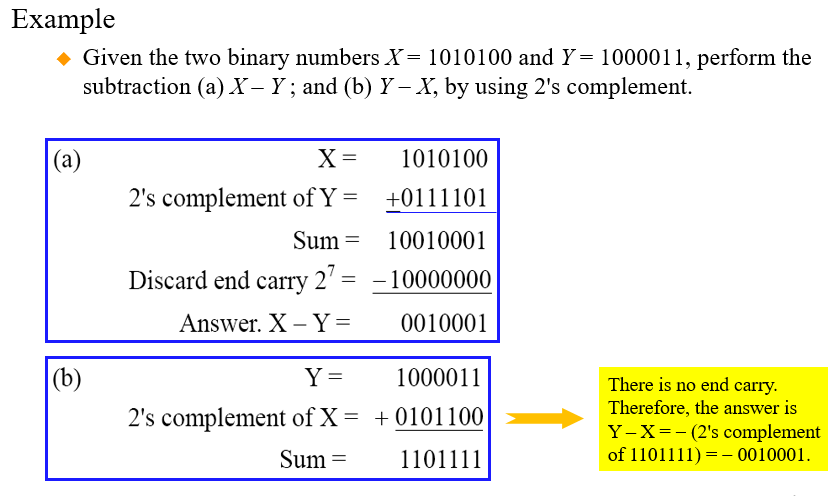 Example
◆ Given the two binary numbers X = 1010100 and Y = 1000011, perform the
subtraction (a) X – Y ; and (b) Y – X, by using 2's complement.
(a) X = 1010100
2's complement of Y = +0111101
Sum = 10010001
Discard end carry 2⁷ = –10000000
Answer. X – Y = 0010001
(b) Y = 1000011
2's complement of X = + 0101100
Sum = 1101111
There is no end carry.
Therefore, the answer is
Y – X = – (2's complement
of 1101111) = – 0010001.